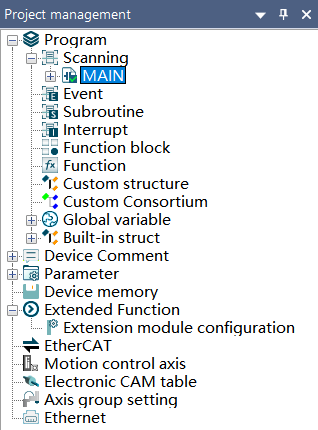 Project management
Program
Scanning
MAIN
Event
Subroutine
Interrupt
Function block
Function
Custom structure
Custom Consortium
Global variable
Built-in struct
Device Comment
Parameter
Device memory
Extended Function
Extension module configuration
EtherCAT
Motion control axis
Electronic CAM table
Axis group setting
Ethernet